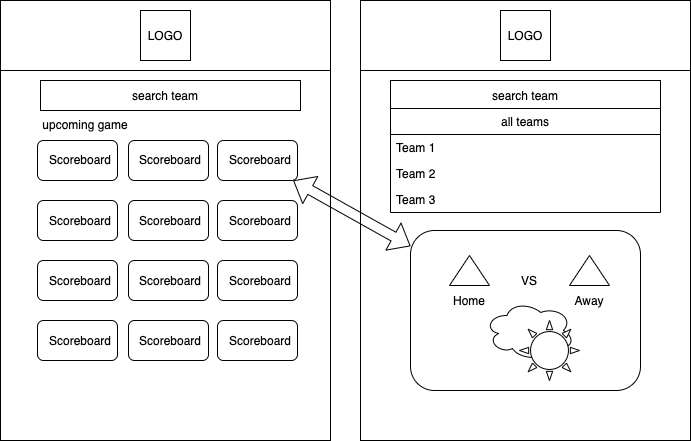 LOGO
search team
upcoming game
Scoreboard
Scoreboard
Scoreboard
Scoreboard
Scoreboard
Scoreboard
Scoreboard
Scoreboard
Scoreboard
Scoreboard
Scoreboard
Scoreboard
LOGO
search team
all teams
Team 1
Team 2
Team 3
VS
Home
Away